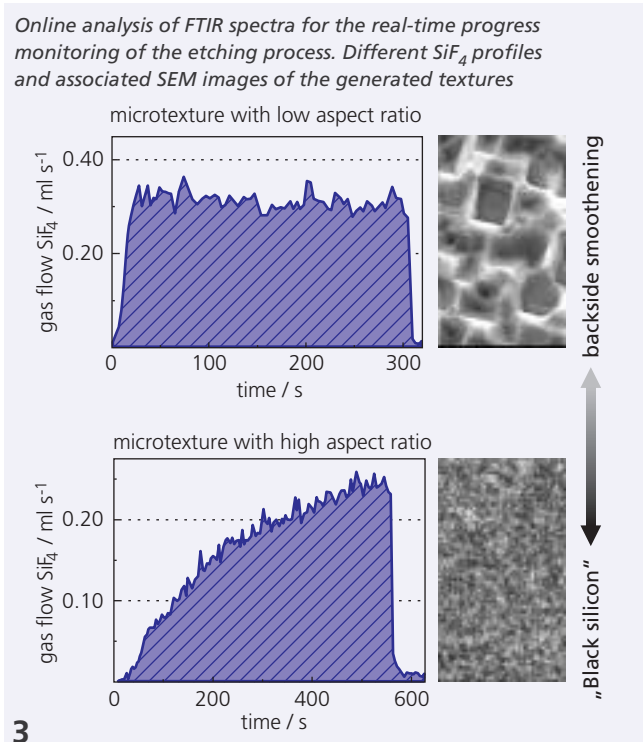 Online analysis of FTIR spectra for the real-time progress
monitoring of the etching process. Different SiF4 profiles
and associated SEM images of the generated textures
microtexture with low aspect ratio
gas flow SiF4 / ml s-1
0.40
0.20
0 100 200 300
time / s
backside smoothening
microtexture with high aspect ratio
gas flow SiF4 / ml s-1
0.20
0.10
0 200 400 600
time / s
„Black silicon“
3